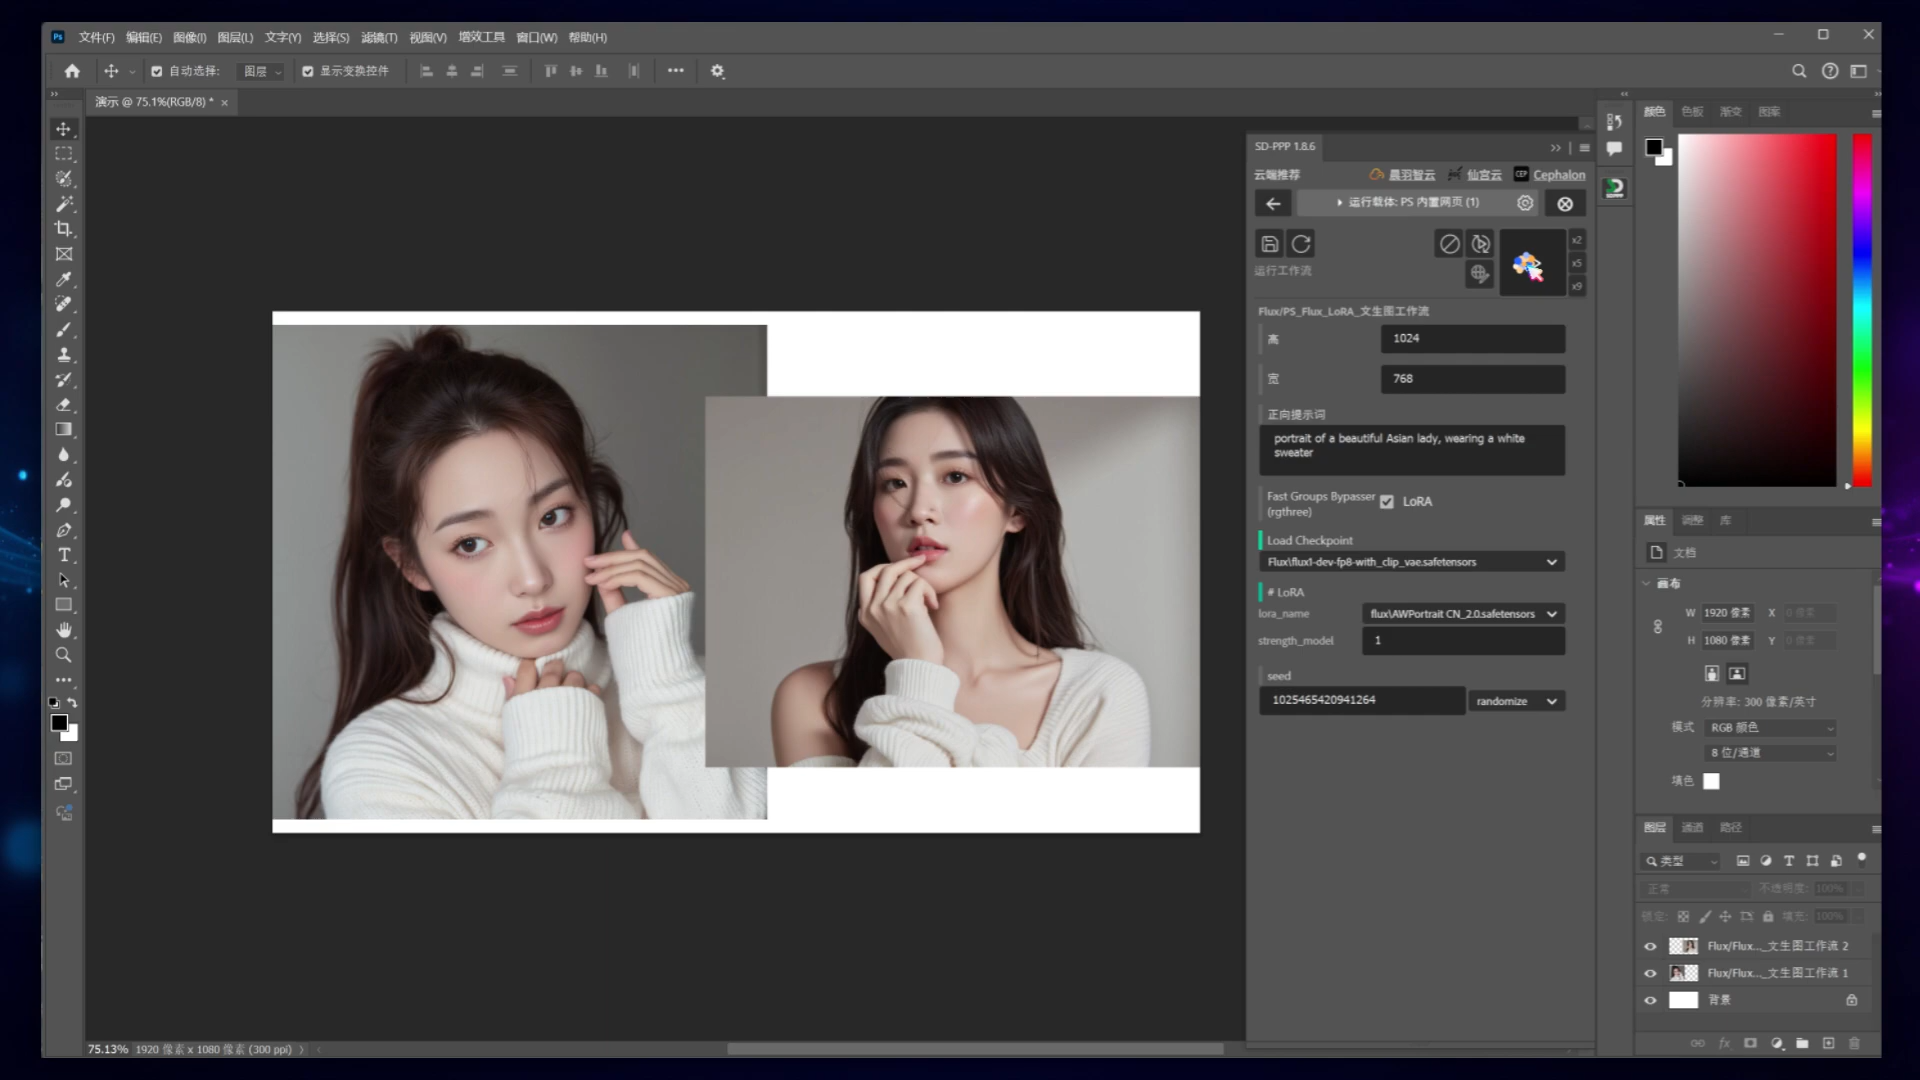 Ps 文件(F) 编辑(E) 图像(I) 图层(L) 文字(Y) 选择(S) 滤镜(T) 视图(V) 增效工具 窗口(W) 帮助(H)
自动选择: 图层 显示变换控件
演示 @ 75.1%(RGB/8) * ×
SD-PPP 1.8.6
云端推荐 晨羽智云 仙宫云 CEP Cephalon
运行载体: PS 内置网页 (1)
x2
x5
x9
运行工作流
Flux/PS_Flux_LoRA_文生图工作流
高 1024
宽 768
正向提示词
portrait of a beautiful Asian lady, wearing a white
sweater
Fast Groups Bypasser
(rgthree)
LoRA
Load Checkpoint
Flux\flux1-dev-fp8-with_clip_vae.safetensors
# LoRA
lora_name flux\AWPortrait CN_2.0.safetensors
strength_model 1
seed
1025465420941264 randomize
颜色 色板 渐变 图案
属性 调整 库
文档
画布
W 1920 像素 X 0 像素
H 1080 像素 Y 0 像素
分辨率: 300 像素/英寸
模式 RGB 颜色
8 位/通道
填色
图层 通道 路径
类型
正常 不透明度: 100%
锁定: 填充: 100%
Flux/Flux..._文生图工作流 2
Flux/Flux..._文生图工作流 1
背景
fx
75.13% 1920 像素 x 1080 像素 (300 ppi)